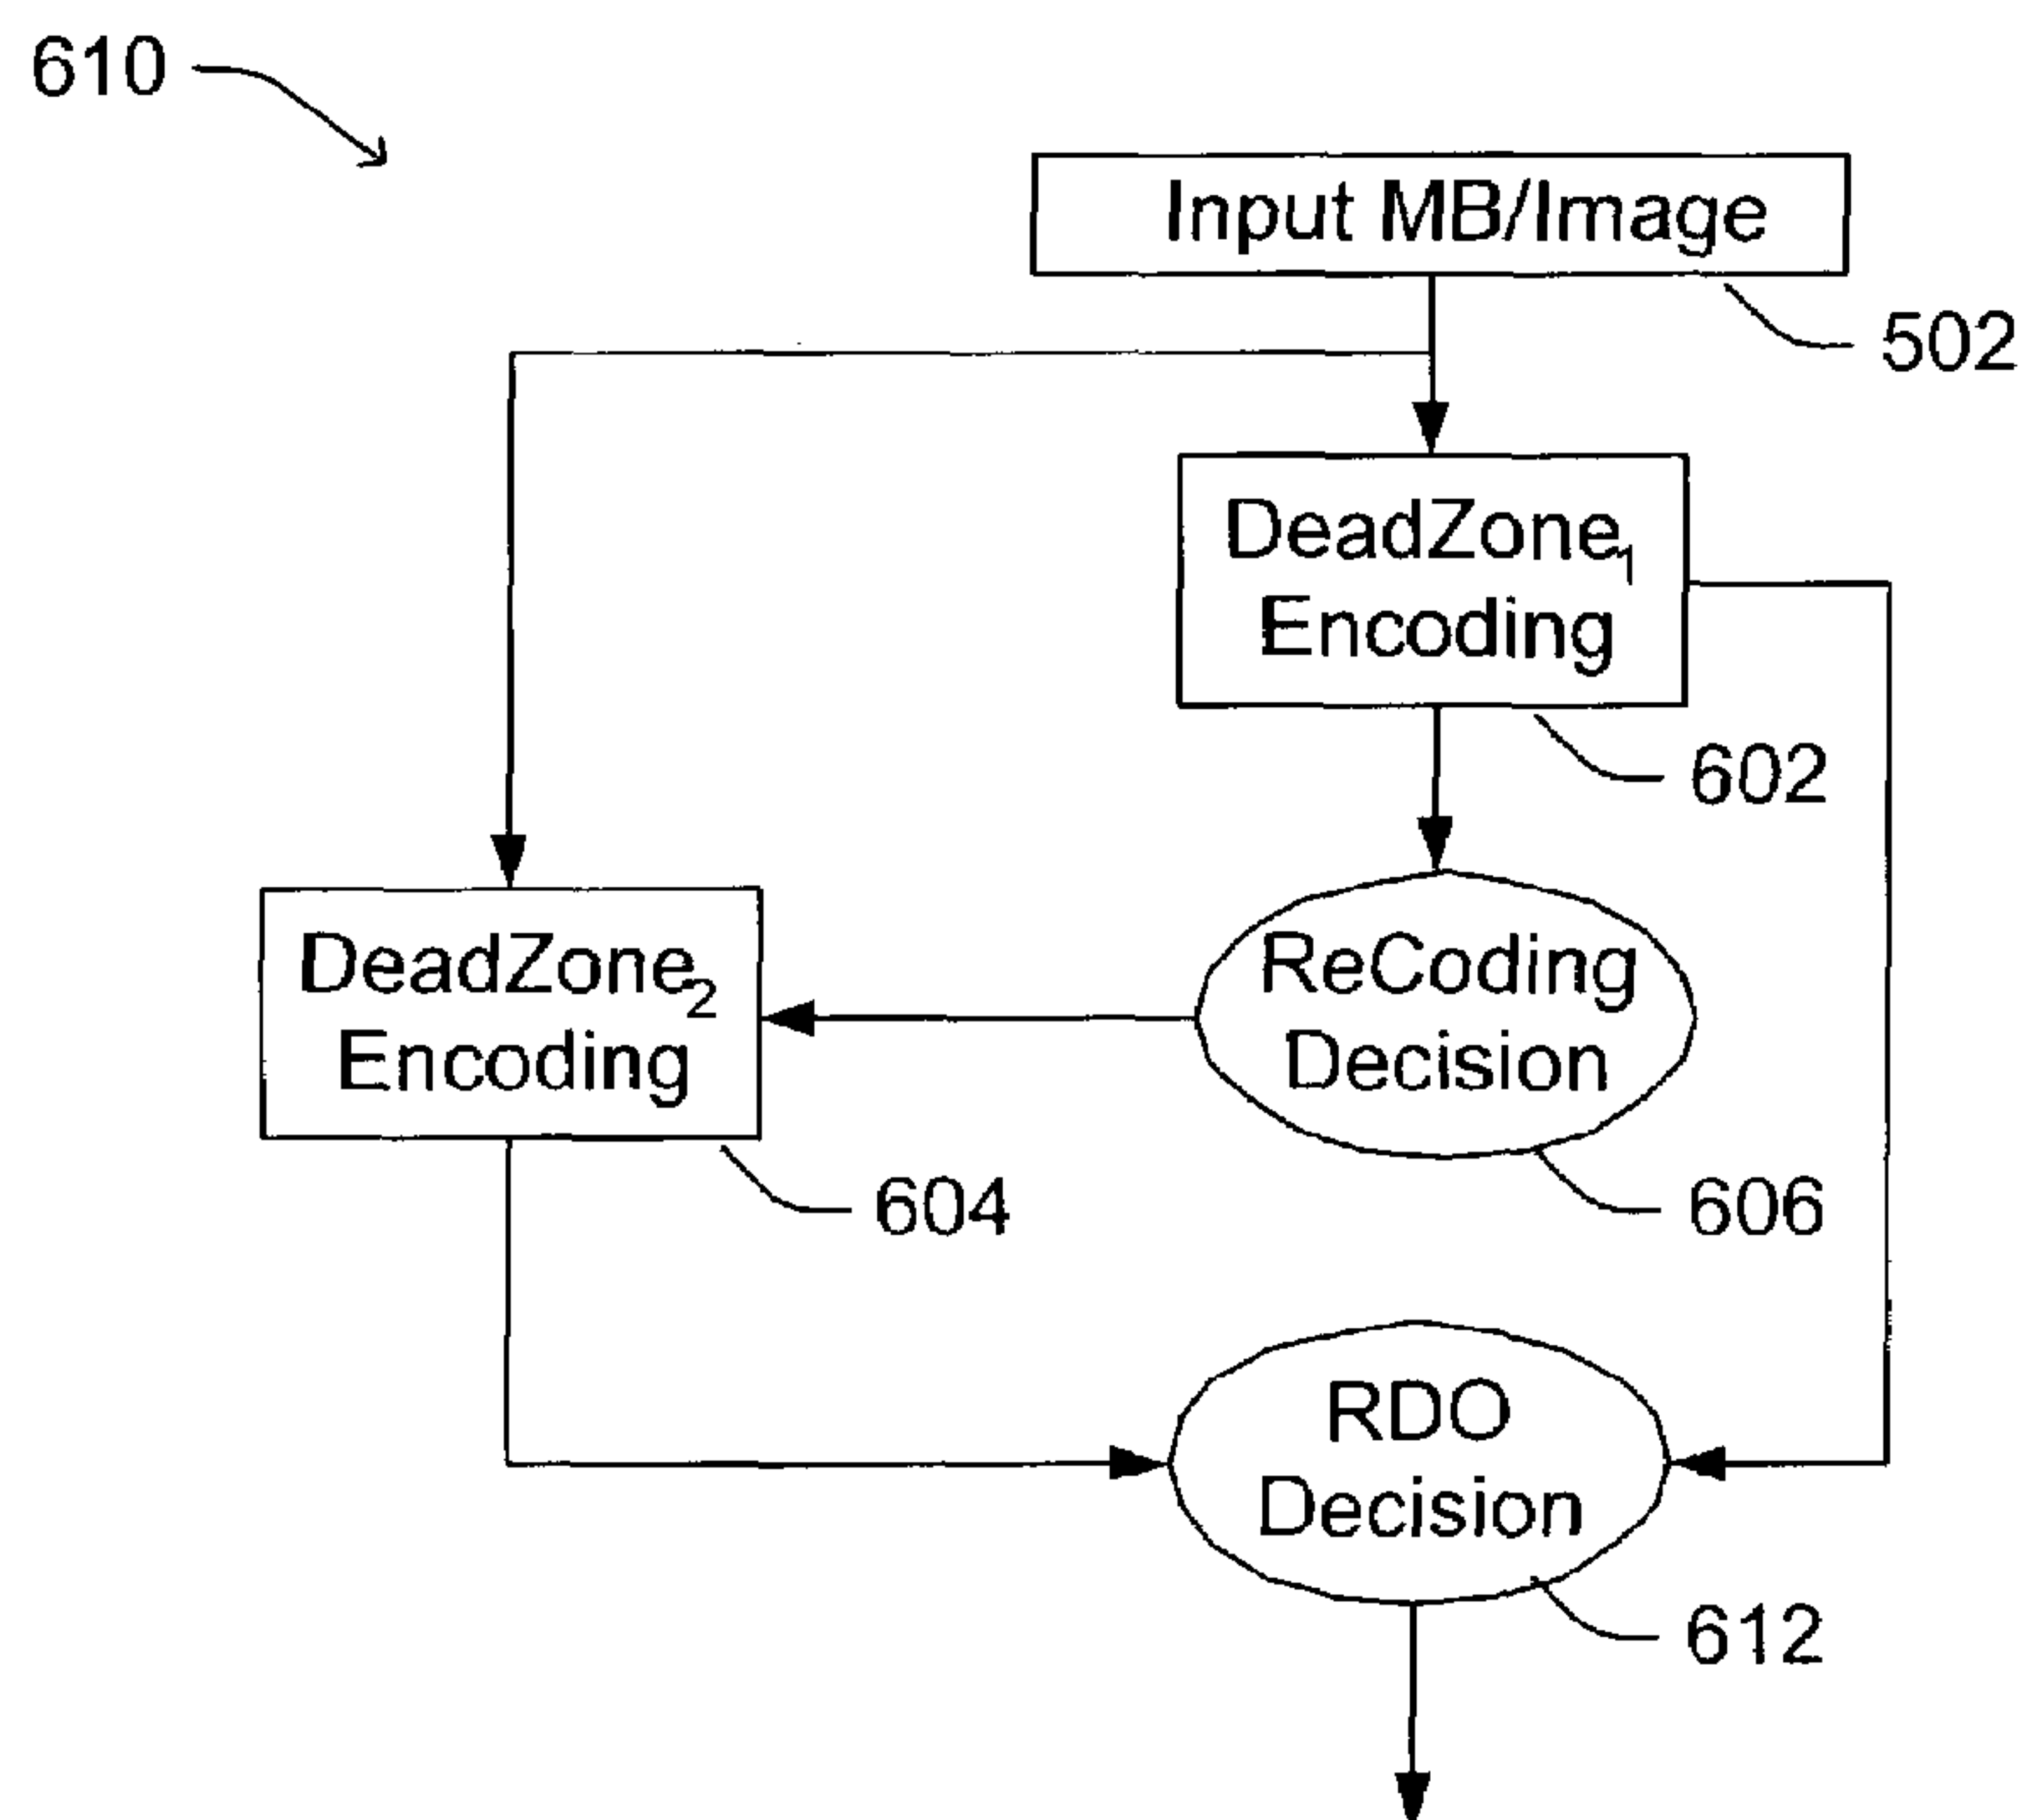 610
Input MB/Image
502
DeadZone1
Encoding
602
DeadZone2
Encoding
604
ReCoding
Decision
606
RDO
Decision
612